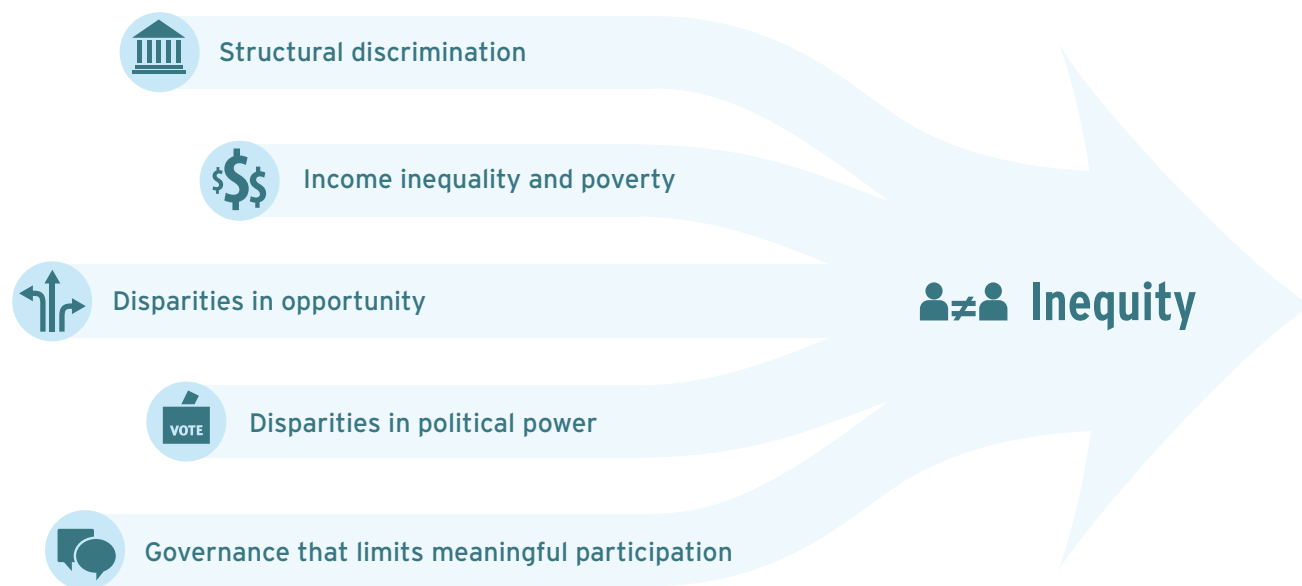 Structural discrimination
$$$ Income inequality and poverty
Disparities in opportunity
≠ Inequity
VOTE Disparities in political power
Governance that limits meaningful participation